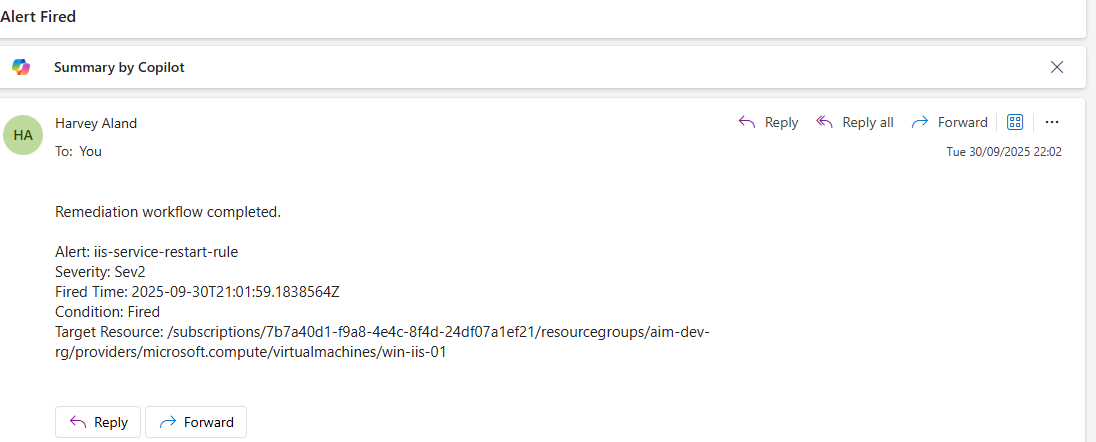 Alert Fired
Summary by Copilot
HA
Harvey Aland
Reply
Reply all
Forward
To: You
Tue 30/09/2025 22:02
Remediation workflow completed.
Alert: iis-service-restart-rule
Severity: Sev2
Fired Time: 2025-09-30T21:01:59.1838564Z
Condition: Fired
Target Resource: /subscriptions/7b7a40d1-f9a8-4e4c-8f4d-24df07a1ef21/resourcegroups/aim-dev-
rg/providers/microsoft.compute/virtualmachines/win-iis-01
Reply
Forward